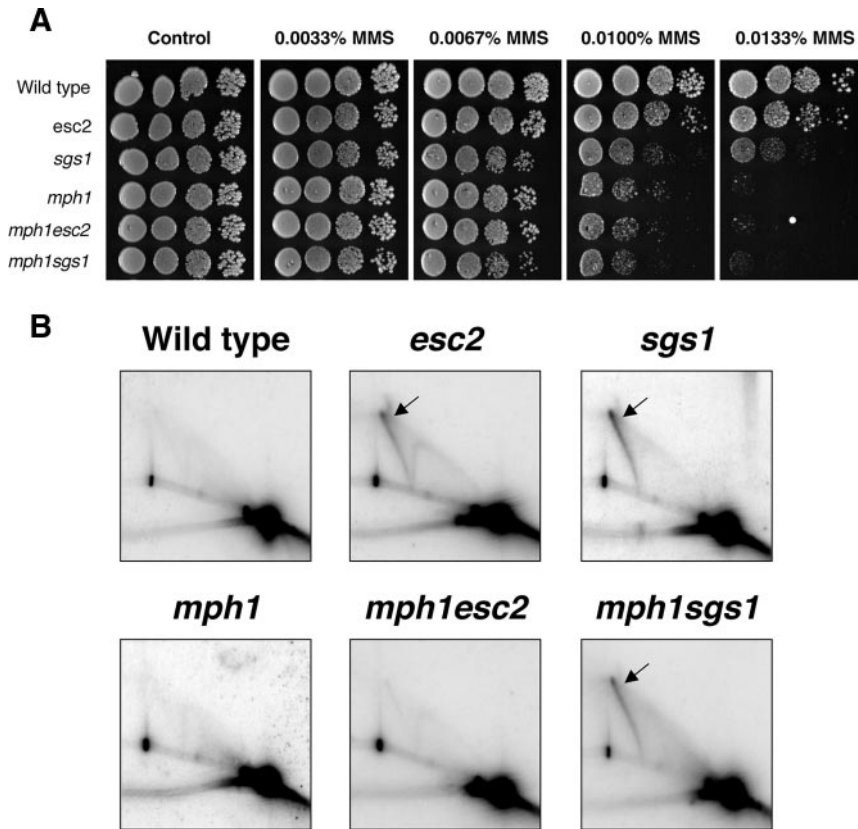 A
Control 0.0033% MMS 0.0067% MMS 0.0100% MMS 0.0133% MMS
Wild type
esc2
sgs1
mph1
mph1esc2
mph1sgs1
B
Wild type esc2 sgs1
mph1 mph1esc2 mph1sgs1